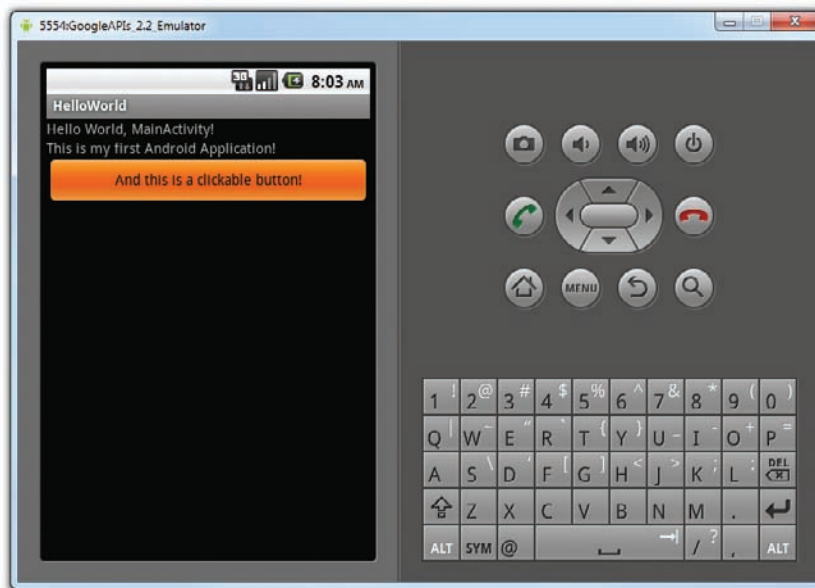 5554:GoogleAPIs_2.2_Emulator
3G 8:03 AM
HelloWorld
Hello World, MainActivity!
This is my first Android Application!
And this is a clickable button!
MENU
1 ! 2 @ 3 # 4 $ 5 % 6 ^ 7 & 8 * 9 ( 0 )
Q | W ~ E " R ` T { Y } U _ I - O + P =
A S \ D ' F [ G ] H < J > K ; L : DEL
Z X C V B N M .
ALT SYM @ / ? , ALT